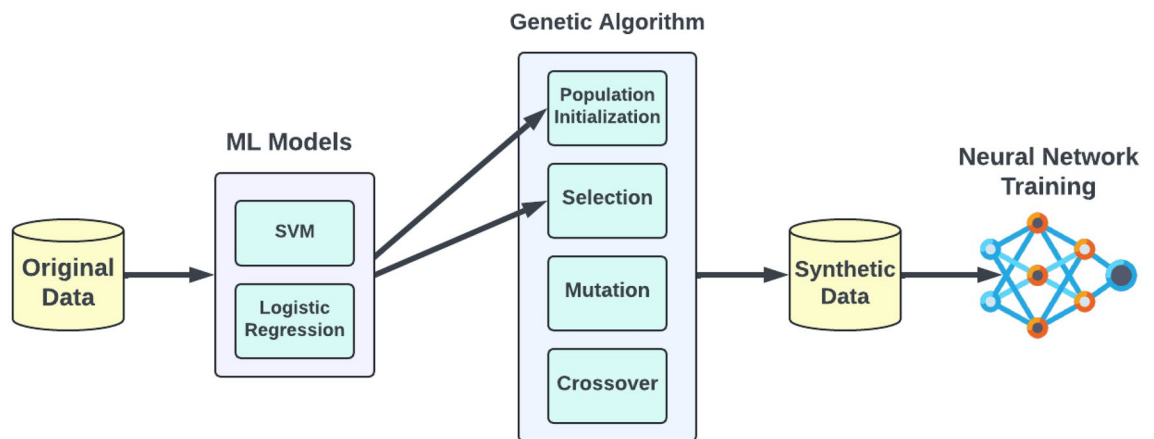 Genetic Algorithm
Population
Initialization
ML Models
Neural Network
Training
Selection
SVM
Original
Data
Synthetic
Data
Mutation
Logistic
Regression
Crossover